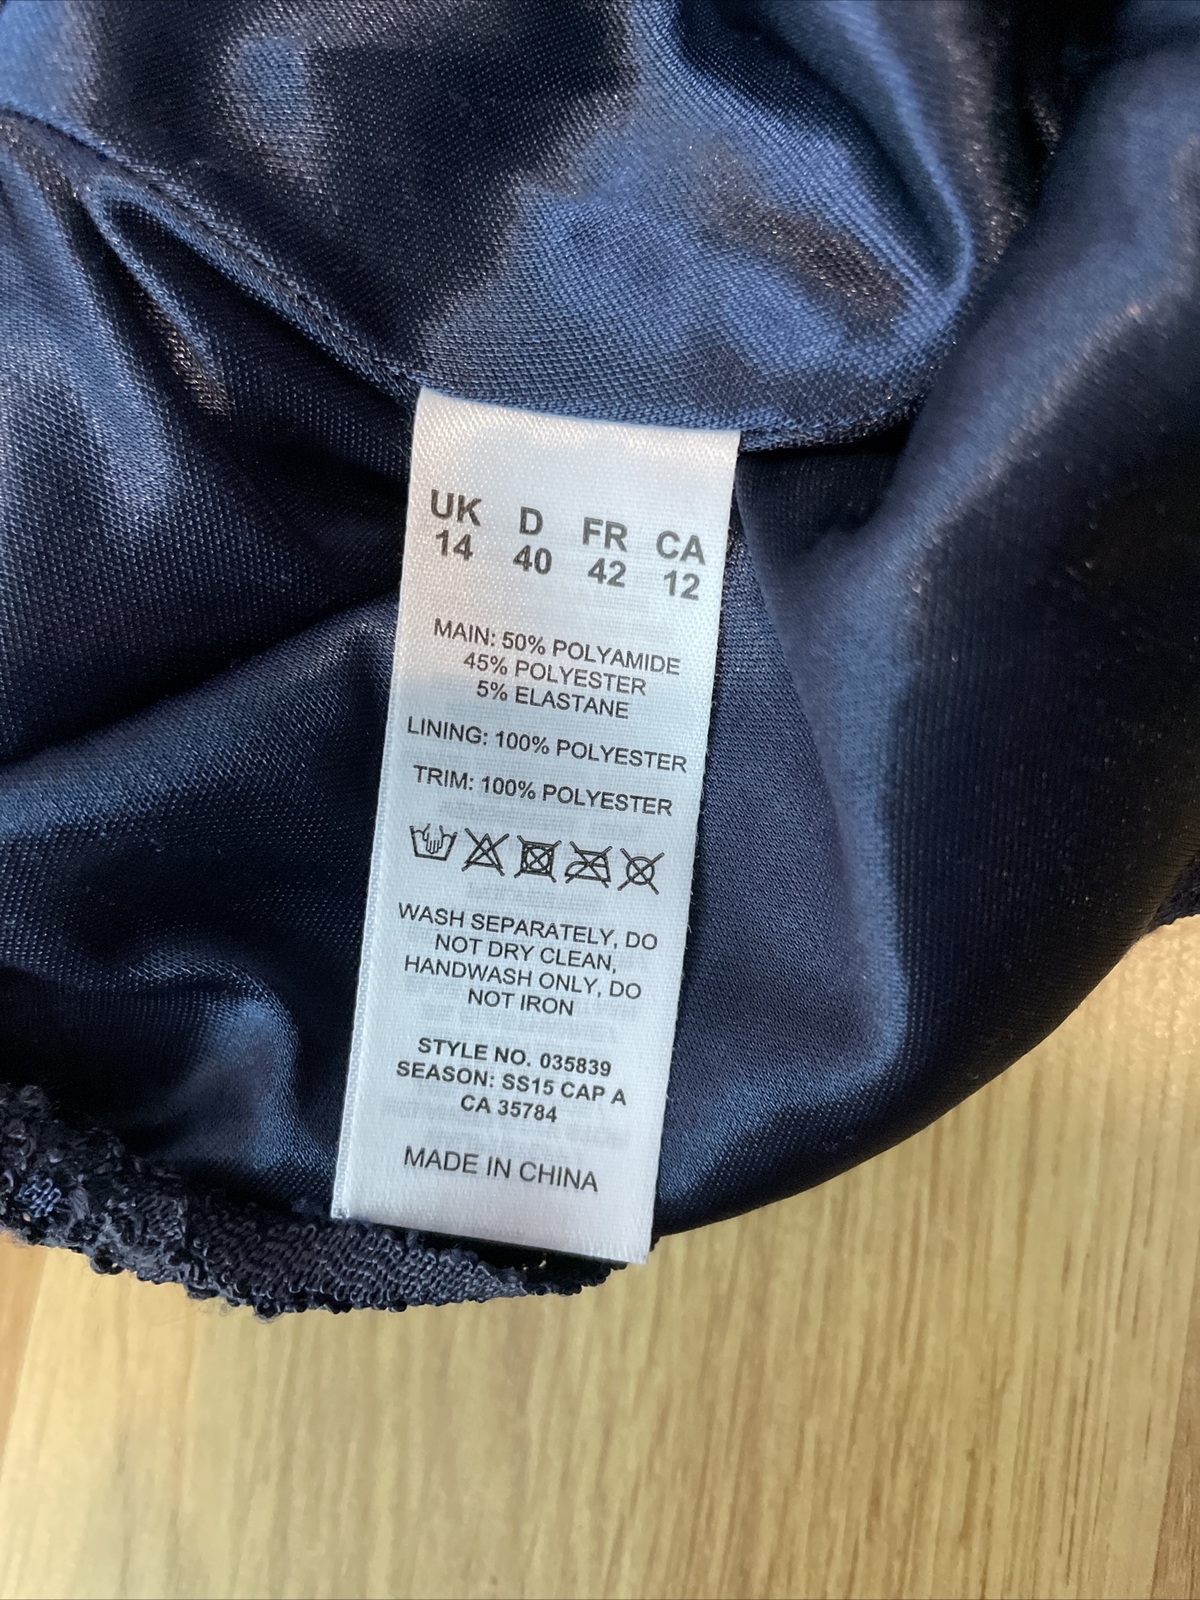 UK D FR CA
14 40 42 12
MAIN: 50% POLYAMIDE
45% POLYESTER
5% ELASTANE
LINING: 100% POLYESTER
TRIM: 100% POLYESTER
WASH SEPARATELY, DO
NOT DRY CLEAN,
HANDWASH ONLY, DO
NOT IRON
STYLE NO. 035839
SEASON: SS15 CAP A
CA 35784
MADE IN CHINA